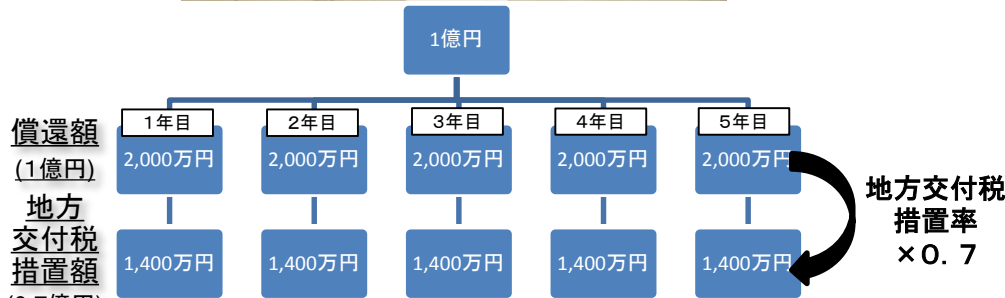 1億円
償還額
(1億円)
1年目
2年目
3年目
4年目
5年目
2,000万円
2,000万円
2,000万円
2,000万円
2,000万円
地方
交付税
措置額
1,400万円
1,400万円
1,400万円
1,400万円
1,400万円
地方交付税
措置率
×0.7